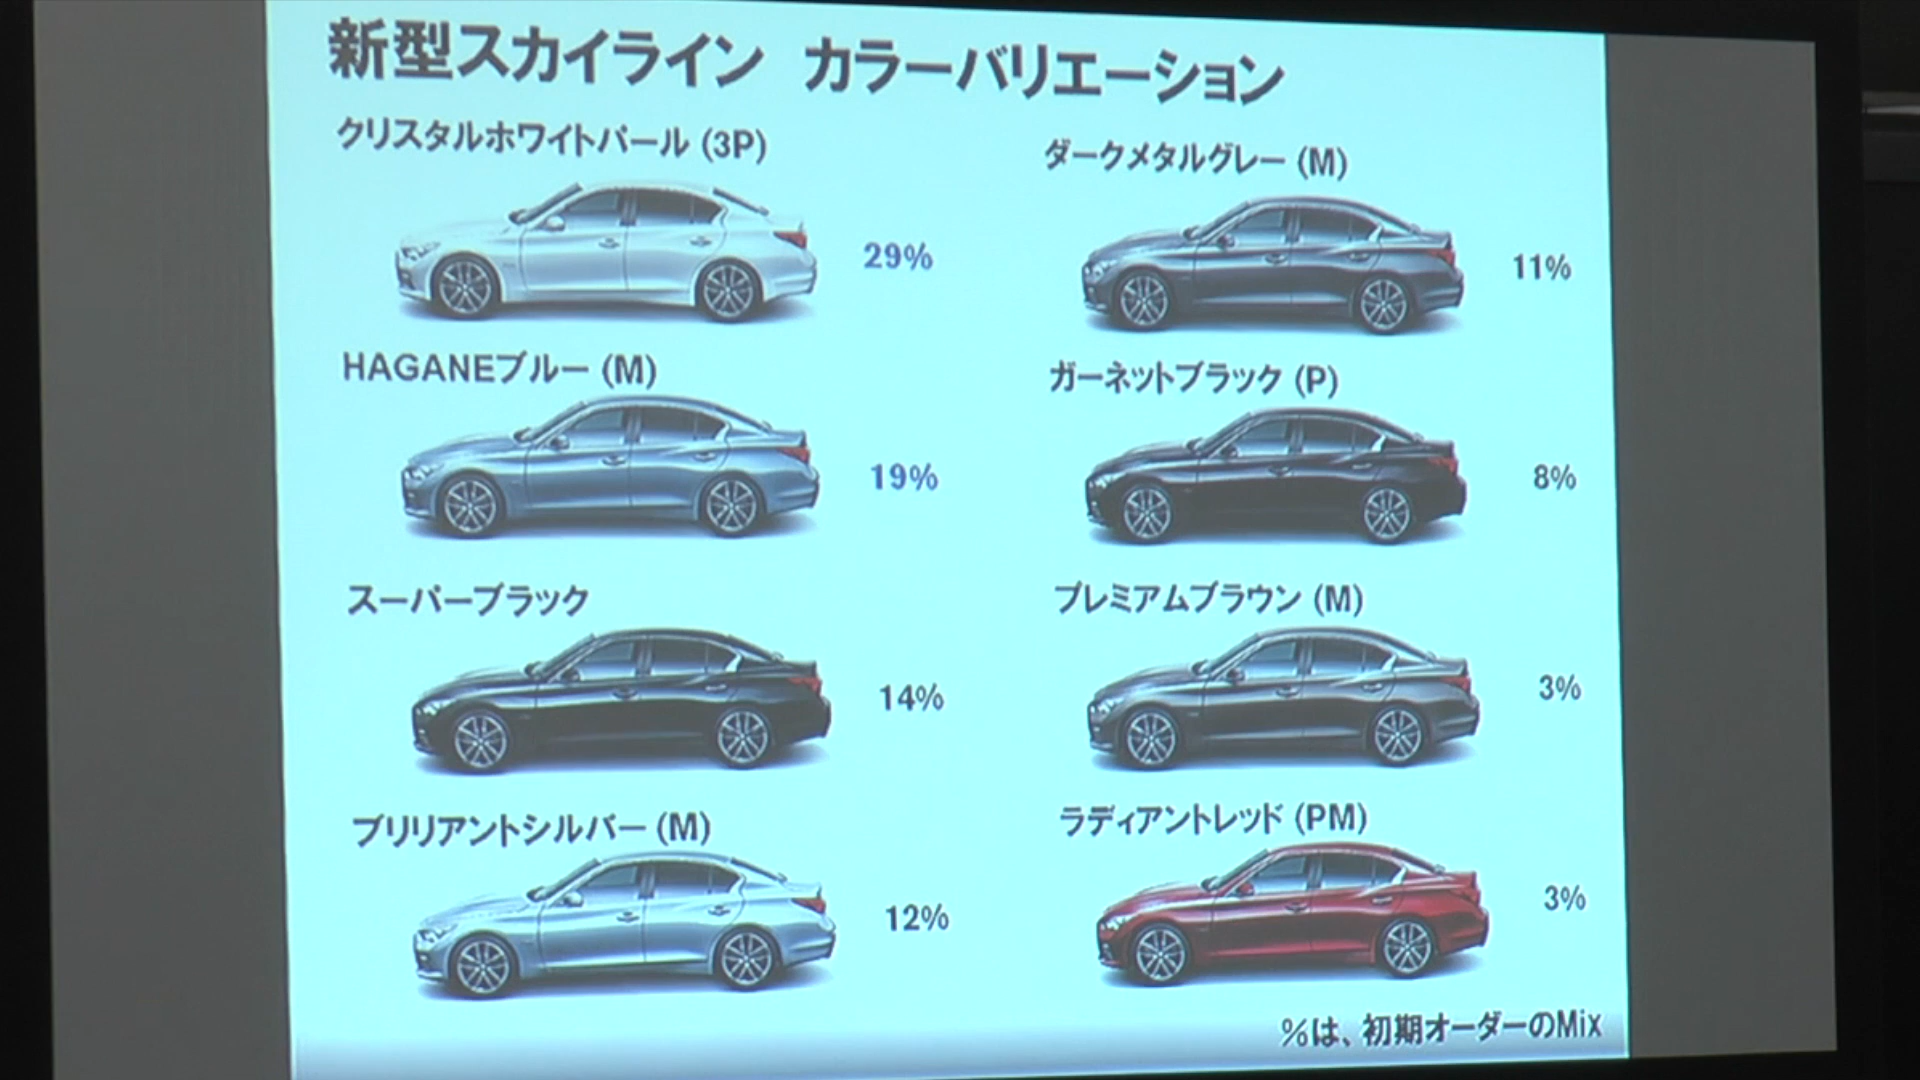 新型スカイライン カラーバリエーション
クリスタルホワイトパール (3P)
29%
HAGANEブルー (M)
19%
スーパーブラック
14%
ブリリアントシルバー (M)
12%
ダークメタルグレー (M)
11%
ガーネットブラック (P)
8%
プレミアムブラウン (M)
3%
ラディアントレッド (PM)
3%
%は、初期オーダーのMix